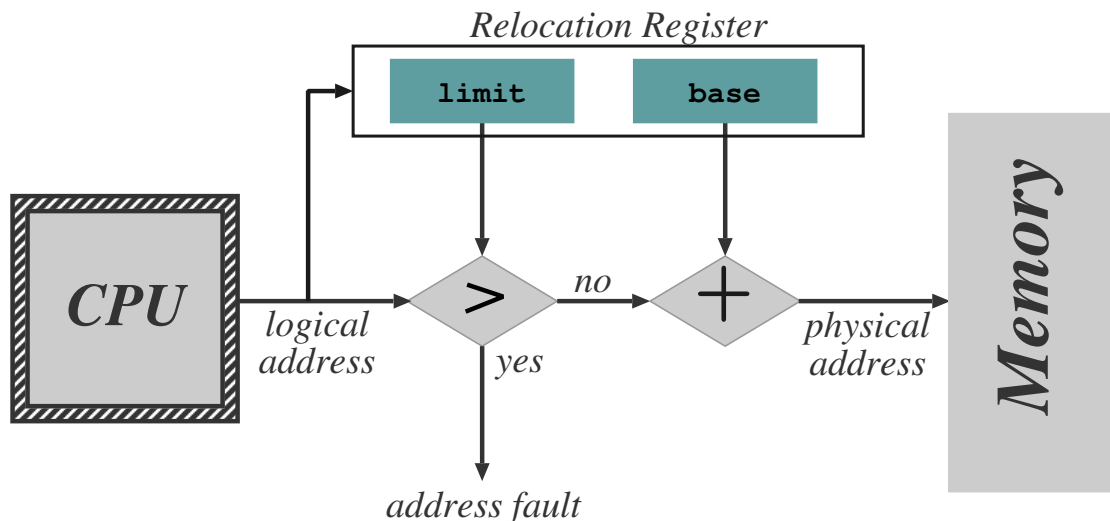 Relocation Register
limit
base
CPU
>
no
+
logical
address
yes
physical
address
Memory
address fault